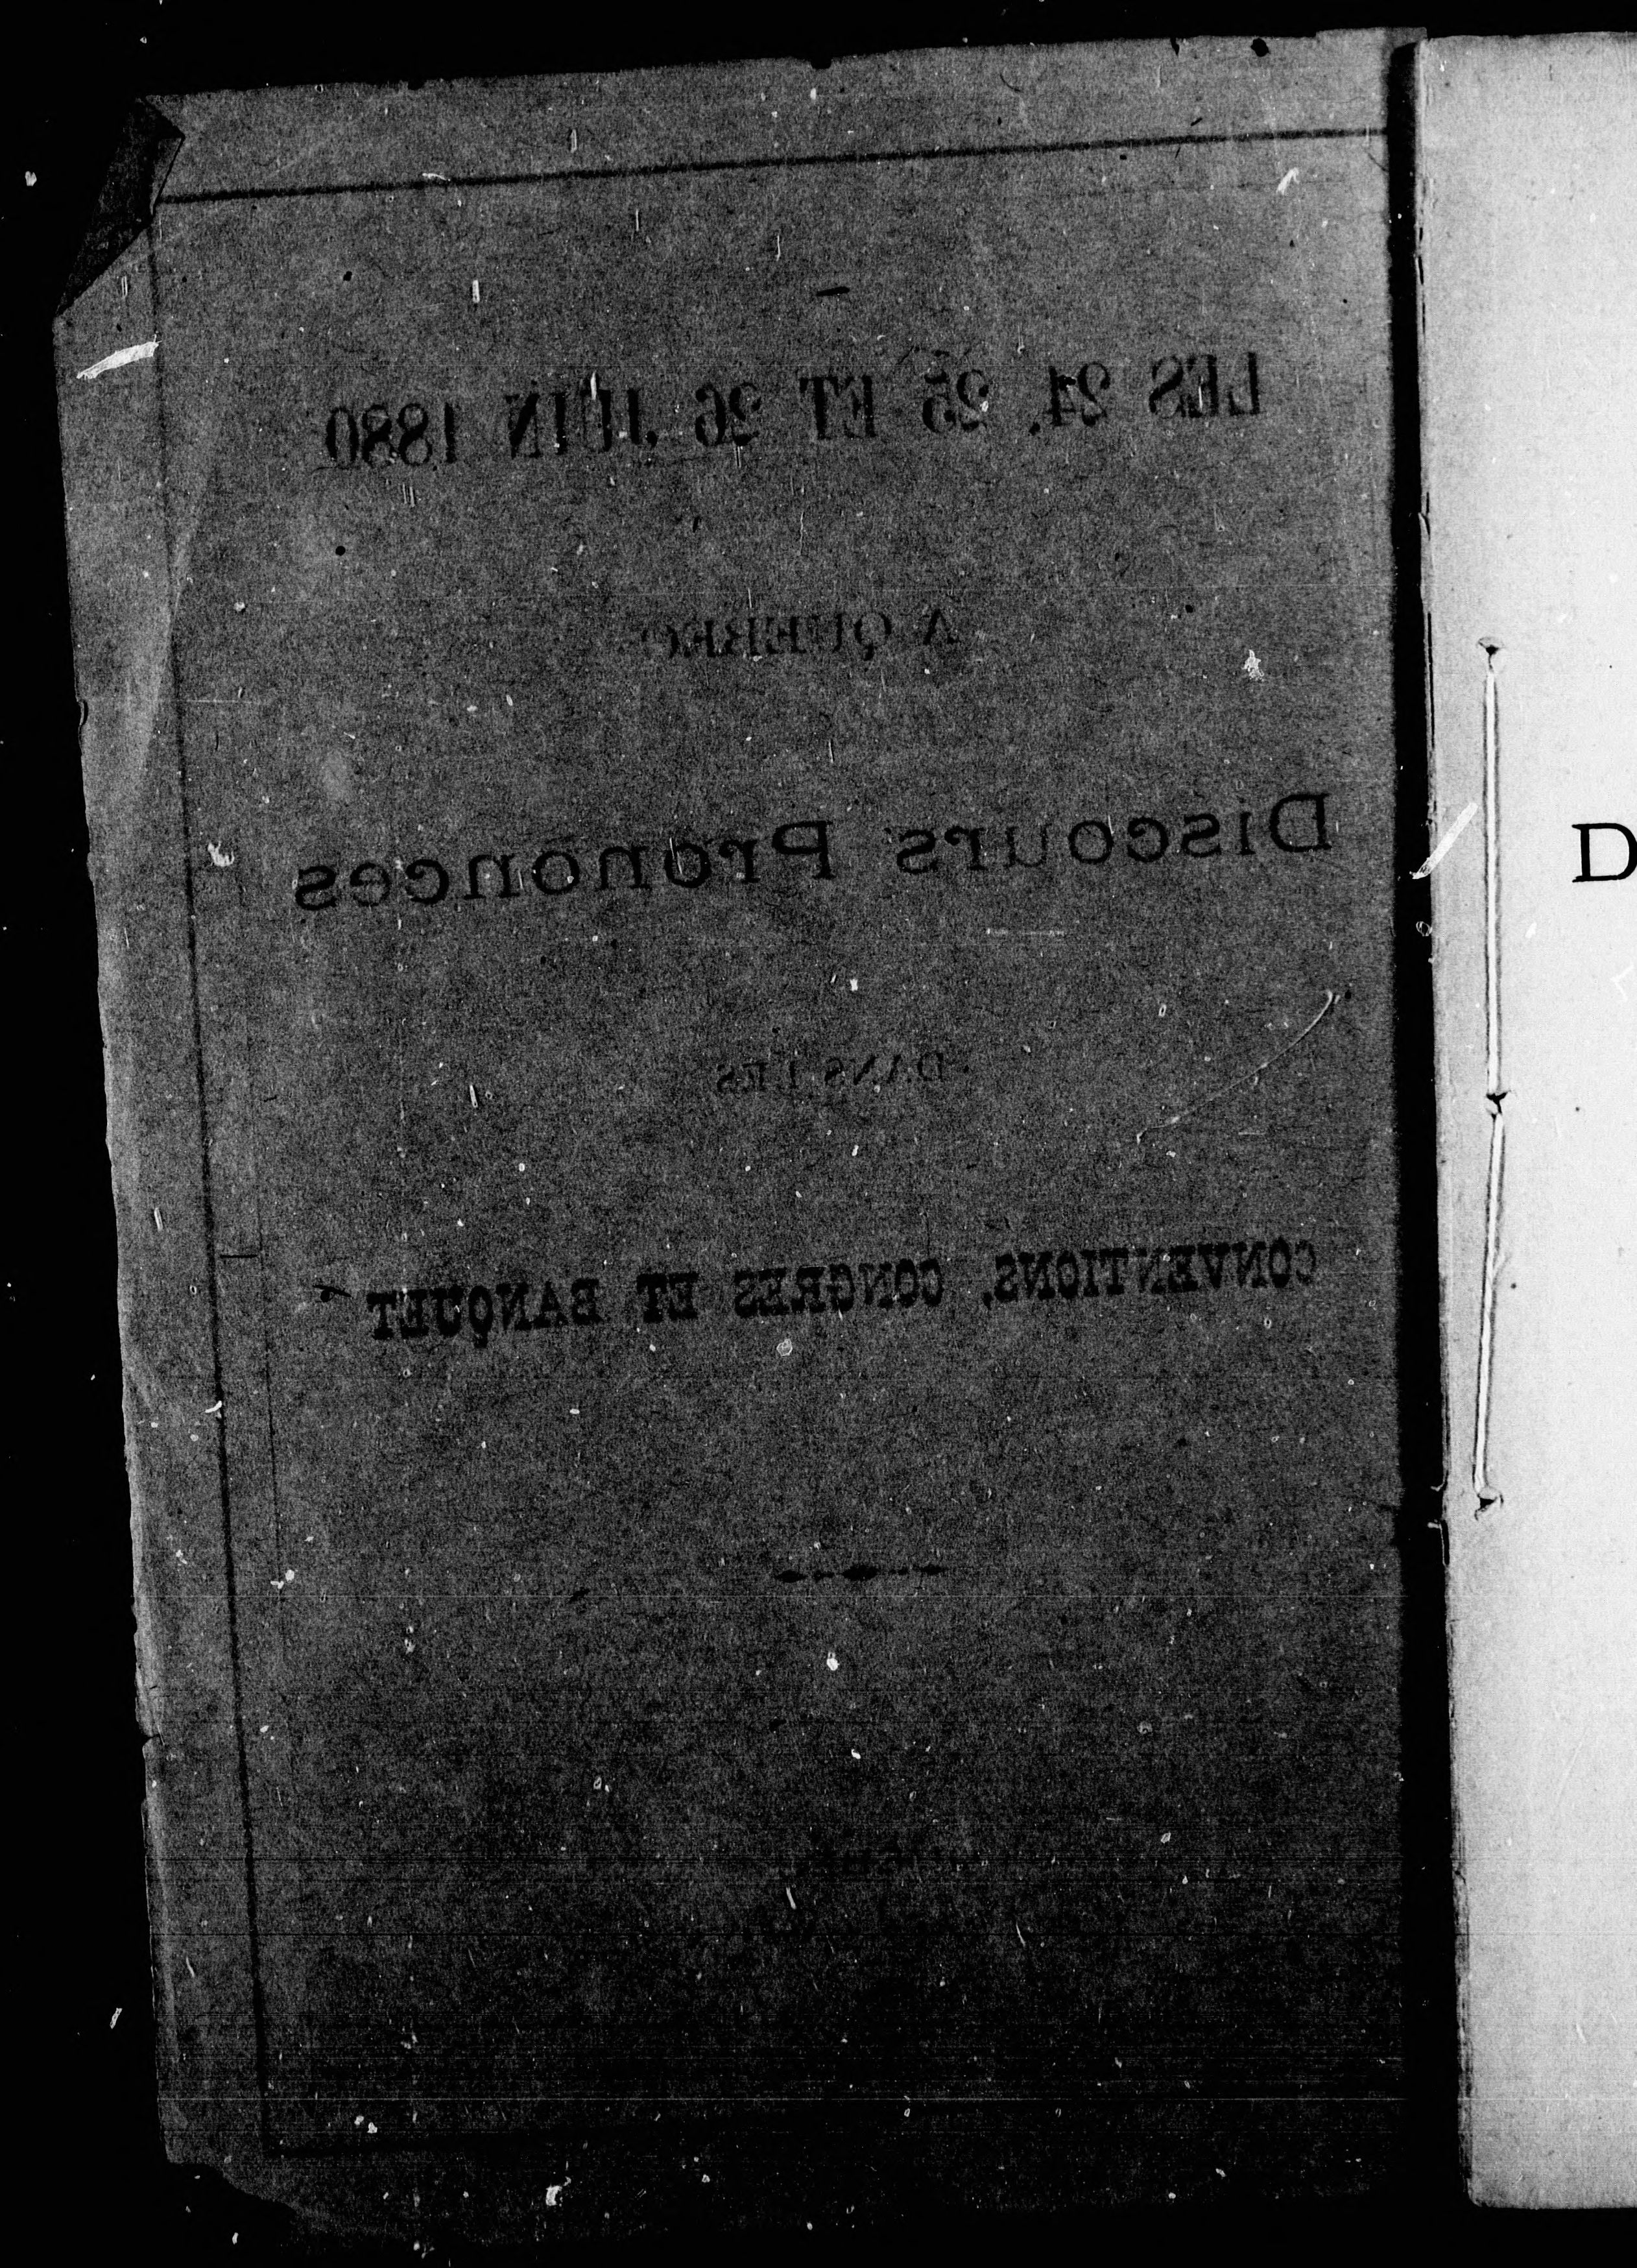 LES 24, 25 ET 26 JUIN 1880
A QUEBEC
Discours Prononces
DANS LES
CONVENTIONS, CONGRES ET BANQUET
D